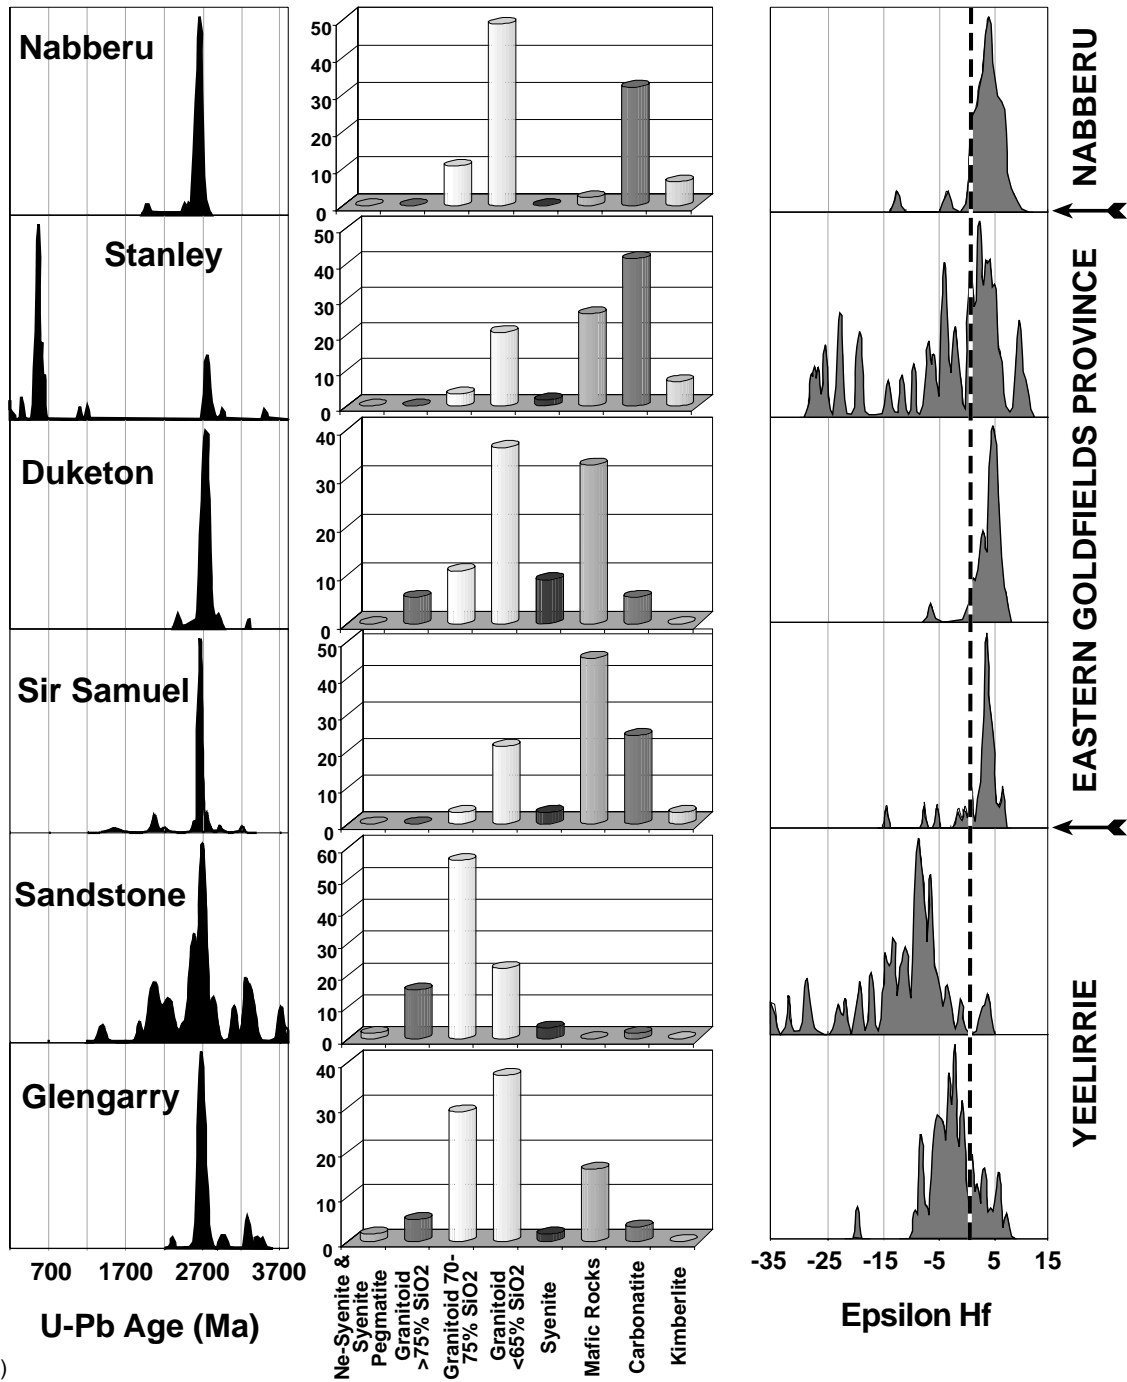 Nabberu
50
40
30
20
10
0
NABBERU
Stanley
50
40
30
20
10
0
EASTERN GOLDFIELDS PROVINCE
Duketon
40
30
20
10
0
Sir Samuel
50
40
30
20
10
0
Sandstone
60
50
40
30
20
10
0
YEELIRRIE
Glengarry
40
30
20
10
0
700 1700 2700 3700
U-Pb Age (Ma)
Ne-Syenite &
Syenite
Pegmatite
Granitoid
>75% SiO2
Granitoid 70-
75% SiO2
Granitoid
<65% SiO2
Syenite
Mafic Rocks
Carbonatite
Kimberlite
-35 -25 -15 -5 5 15
Epsilon Hf
)